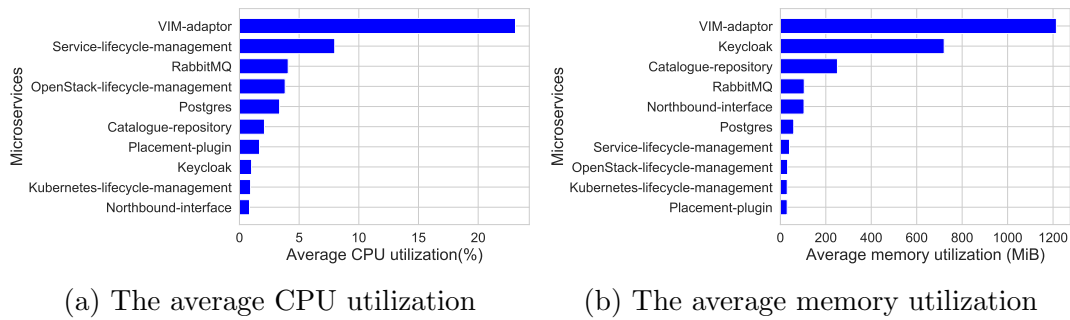 Microservices
VIM-adaptor
Service-lifecycle-management
RabbitMQ
OpenStack-lifecycle-management
Postgres
Catalogue-repository
Placement-plugin
Keycloak
Kubernetes-lifecycle-management
Northbound-interface
0 5 10 15 20
Average CPU utilization(%)
(a) The average CPU utilization
Microservices
VIM-adaptor
Keycloak
Catalogue-repository
RabbitMQ
Northbound-interface
Postgres
Service-lifecycle-management
OpenStack-lifecycle-management
Kubernetes-lifecycle-management
Placement-plugin
0 200 400 600 800 1000 1200
Average memory utilization (MiB)
(b) The average memory utilization